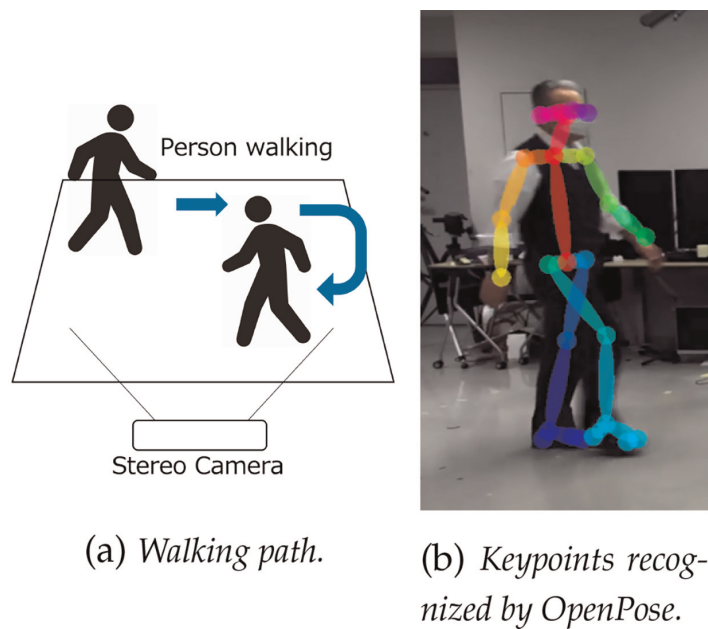 Person walking
Stereo Camera
(a) Walking path.
(b) Keypoints recog-
nized by OpenPose.